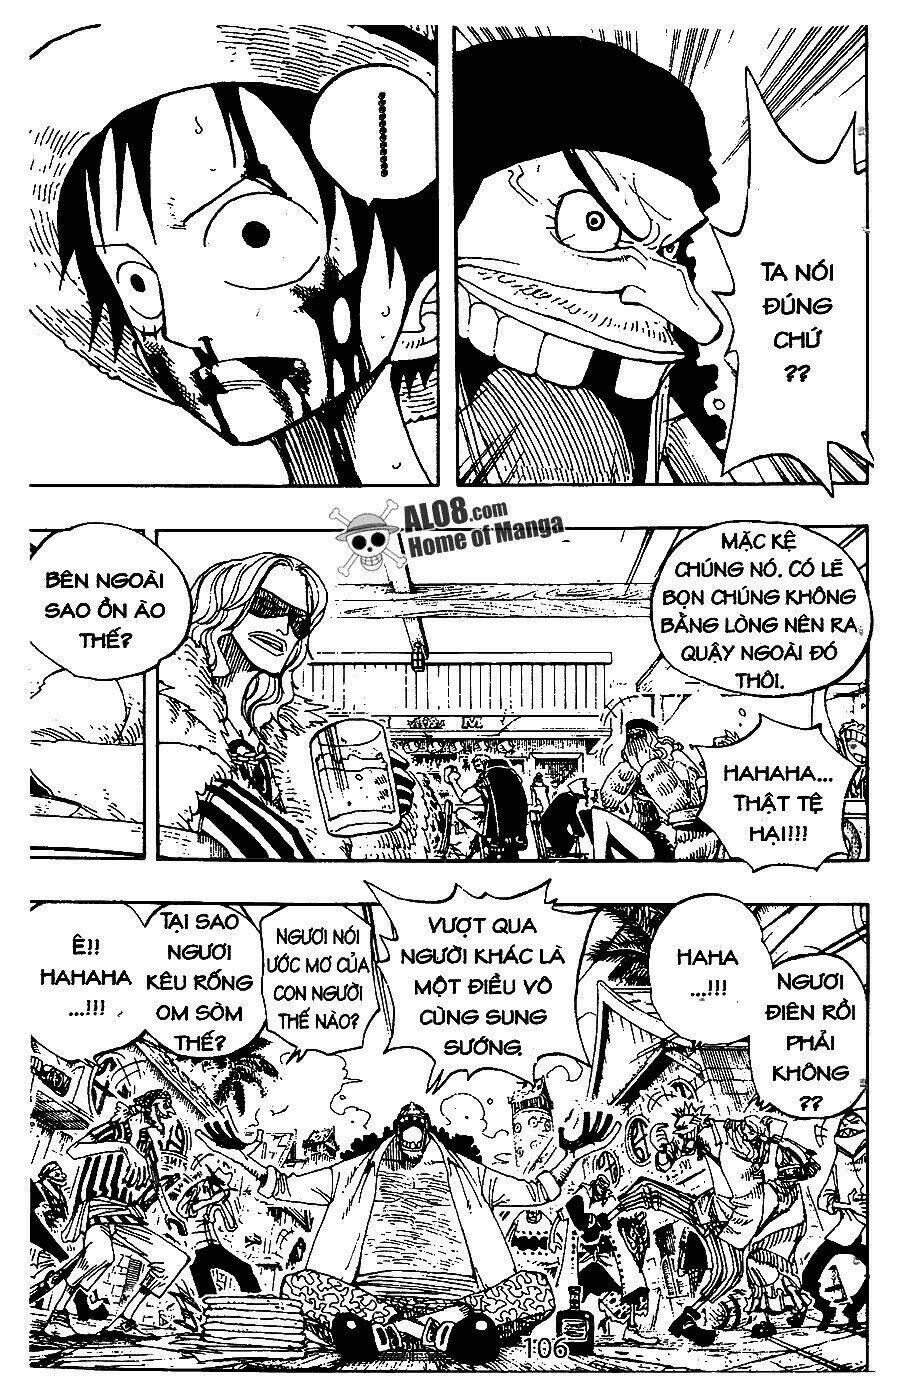 ...........
TA NÓI
ĐÚNG
CHỨ
??
AL08.com
Home of Manga
BÊN NGOÀI
SAO ỒN ÀO
THẾ?
MẶC KỆ
CHÚNG NÓ. CÓ LẼ
BỌN CHÚNG KHÔNG
BẰNG LÒNG NÊN RA
QUẬY NGOÀI ĐÓ
THÔI.
HAHAHA...
THẬT TỆ
HẠI!!!!
Ê!!
HAHAHA
...!!!
TẠI SAO
NGƯƠI
KÊU RỐNG
OM SÒM
THẾ?
NGƯƠI NÓI
ƯỚC MƠ CỦA
CON NGƯỜI
THẾ NÀO?
VƯỢT QUA
NGƯỜI KHÁC LÀ
MỘT ĐIỀU VÔ
CÙNG SUNG
SƯỚNG.
HAHA
...!!!
NGƯƠI
ĐIÊN RỒI
PHẢI
KHÔNG
??
106